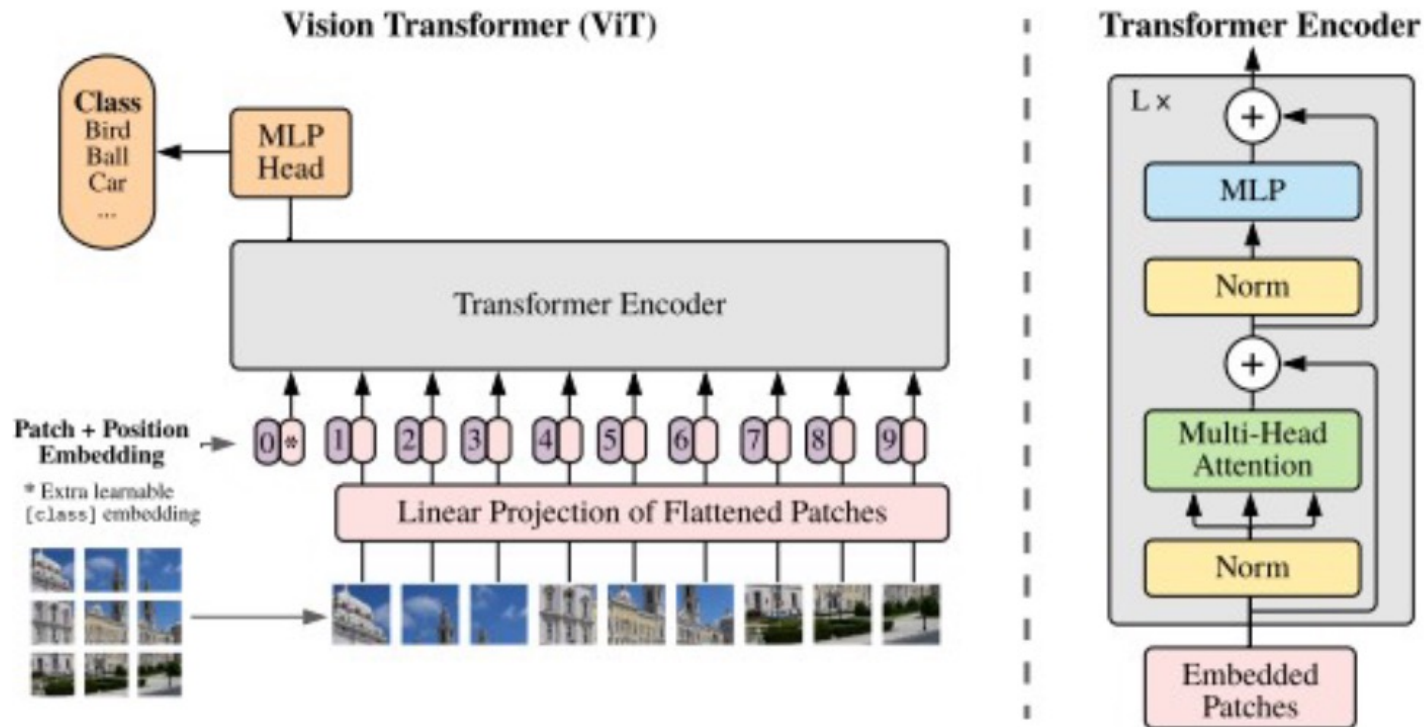 Vision Transformer (ViT)
Class
Bird
Ball
Car
...
MLP
Head
Transformer Encoder
Patch + Position
Embedding
* Extra learnable
[class] embedding
0 * 1 2 3 4 5 6 7 8 9
Linear Projection of Flattened Patches
Transformer Encoder
L ×
+
MLP
Norm
+
Multi-Head
Attention
Norm
Embedded
Patches